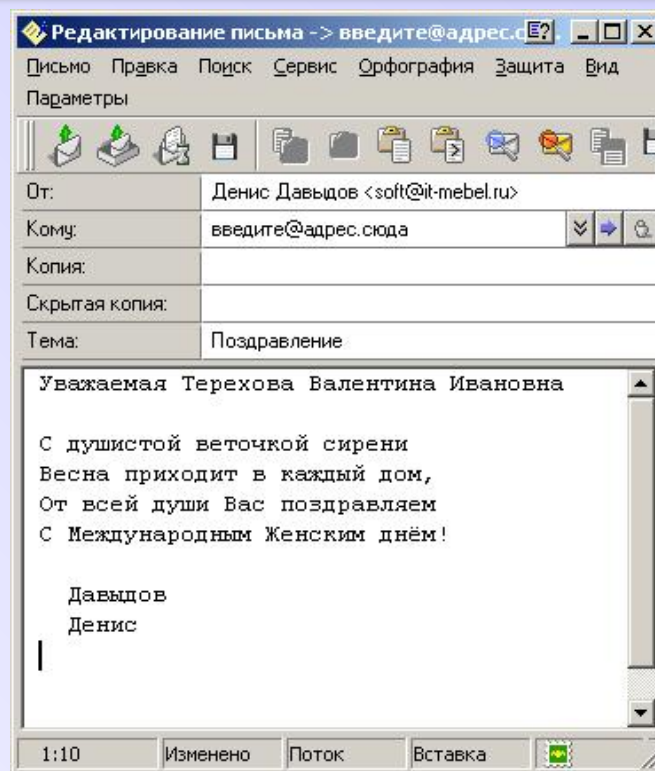 Редактирование письма -> введите@адрес.с
Письмо Правка Поиск Сервис Орфография Защита Вид
Параметры
От: Денис Давыдов <soft@it-mebel.ru>
Кому: введите@адрес.сюда
Копия:
Скрытая копия:
Тема: Поздравление
Уважаемая Терехова Валентина Ивановна
С душистой веточкой сирени
Весна приходит в каждый дом,
От всей души Вас поздравляем
С Международным Женским днём!
Давыдов
Денис
1:10 Изменено Поток Вставка